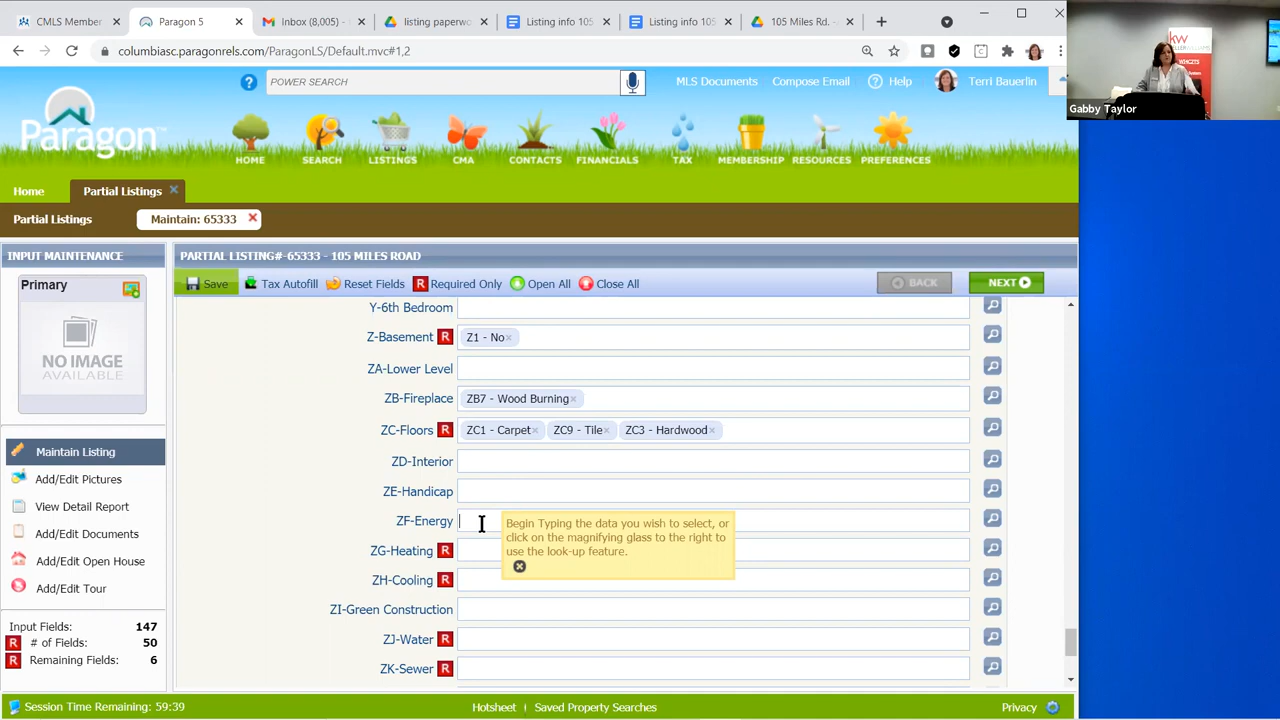 CMLS Member
Paragon 5
Inbox (8,005) -
listing paperwo
Listing info 105
Listing info 105
105 Miles Rd. -
columbiasc.paragonrels.com/ParagonLS/Default.mvc#1,2
POWER SEARCH
MLS Documents
Compose Email
Help
Terri Bauerlin
Paragon
HOME
SEARCH
LISTINGS
CMA
CONTACTS
FINANCIALS
TAX
MEMBERSHIP
RESOURCES
PREFERENCES
kw
Gabby Taylor
Home
Partial Listings
Partial Listings
Maintain: 65333
INPUT MAINTENANCE
PARTIAL LISTING#-65333 - 105 MILES ROAD
Save
Tax Autofill
Reset Fields
R Required Only
Open All
Close All
BACK
NEXT
Primary
NO IMAGE
AVAILABLE
Maintain Listing
Add/Edit Pictures
View Detail Report
Add/Edit Documents
Add/Edit Open House
Add/Edit Tour
Input Fields: 147
R # of Fields: 50
R Remaining Fields: 6
Y-6th Bedroom
Z-Basement R Z1 - No×
ZA-Lower Level
ZB-Fireplace ZB7 - Wood Burning×
ZC-Floors R ZC1 - Carpet× ZC9 - Tile× ZC3 - Hardwood×
ZD-Interior
ZE-Handicap
ZF-Energy
Begin Typing the data you wish to select, or
click on the magnifying glass to the right to
use the look-up feature.
ZG-Heating R
ZH-Cooling R
ZI-Green Construction
ZJ-Water R
ZK-Sewer R
Session Time Remaining: 59:39
Hotsheet
Saved Property Searches
Privacy